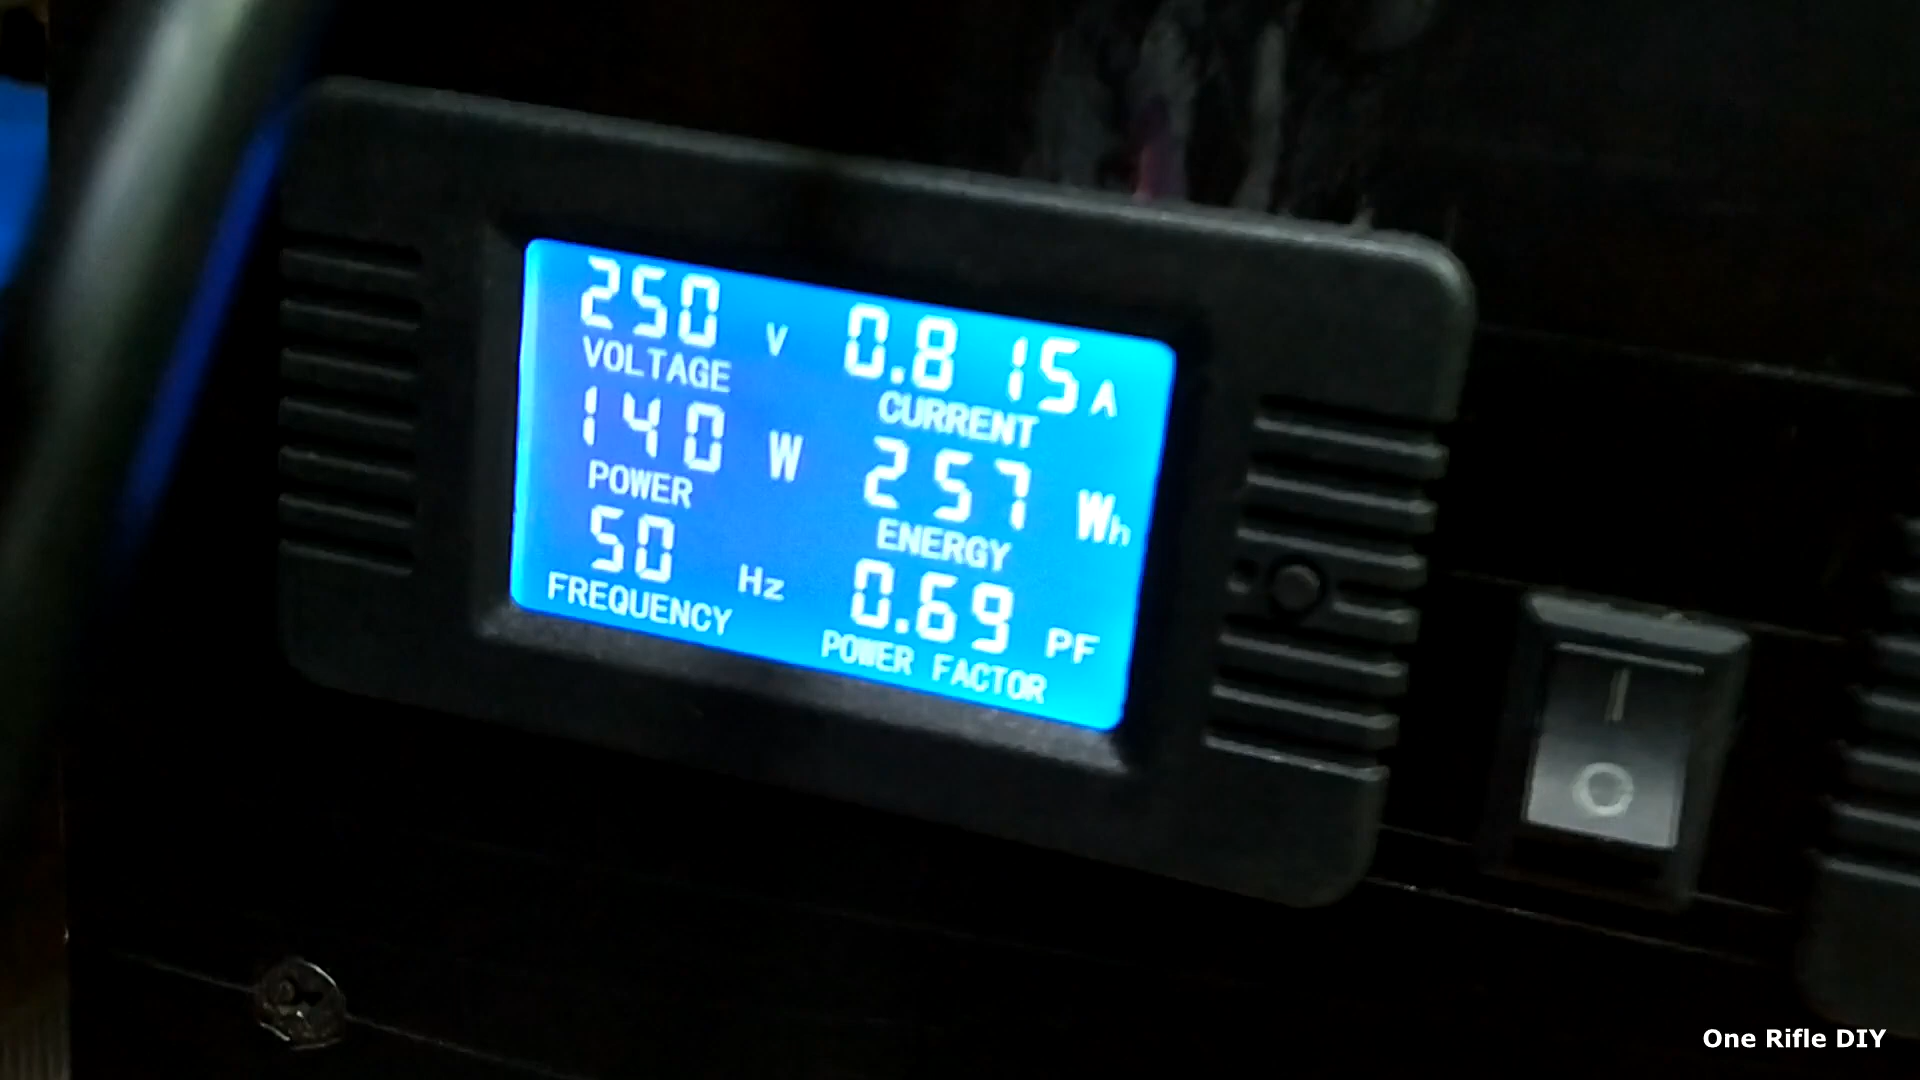 250 V 0.815 A
VOLTAGE CURRENT
140 W 257 Wh
POWER ENERGY
50 Hz 0.69 PF
FREQUENCY POWER FACTOR
I
O
One Rifle DIY